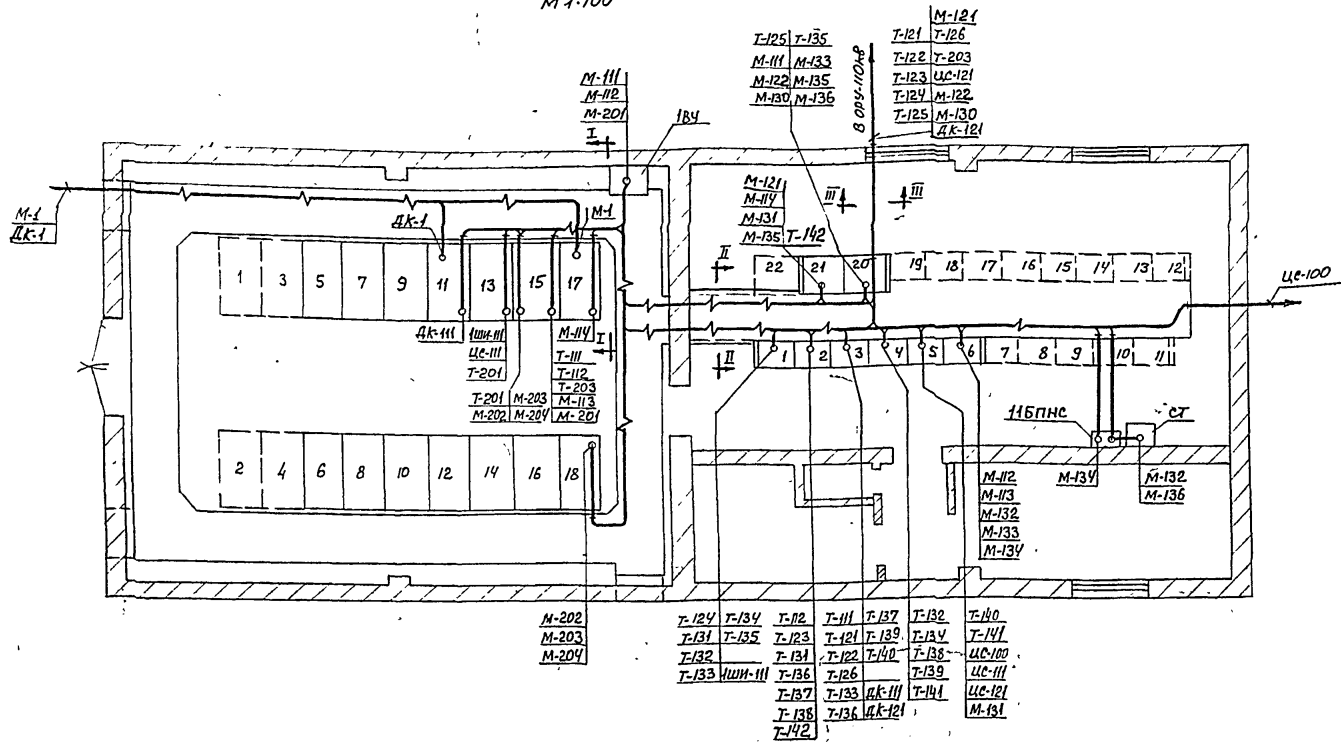 М 1:100
М-121
Т-121 Т-126
Т-122 Т-203
Т-123 ЦС-121
Т-124 М-122
Т-125 М-130
ДК-121
Т-125 Т-135
М-111 М-133
М-122 М-135
М-130 М-136
В ОРУ-110кВ
М-111
М-112
М-201
I
1ВУ
М-121
М-114
М-131
М-135 Т-142
III
III
М-1
ДК-1
ДК-1
М-1
II
1 3 5 7 9 11 13 15 17
22 21 20 19 18 17 16 15 14 13 12
ЦС-100
ДК-111
1ШИ-111
ЦС-111
Т-201
М-114
I
Т-111
Т-112
Т-203
М-113
М-201
Т-201 М-203
М-202 М-204
II
1 2 3 4 5 6 7 8 9 10 11
11БПНС
СТ
М-134
М-132
М-136
2 4 6 8 10 12 14 16 18
М-112
М-113
М-132
М-133
М-134
М-202
М-203
М-204
Т-124 Т-134
Т-131 Т-135
Т-132
Т-133 1ШИ-111
Т-112
Т-123
Т-131
Т-136
Т-137
Т-138
Т-142
Т-111 Т-137
Т-121 Т-139
Т-122 Т-140
Т-126
Т-133 ДК-111
Т-136 ДК-121
Т-132
Т-134
Т-138
Т-139
Т-141
Т-140
Т-141
ЦС-100
ЦС-111
ЦС-121
М-131